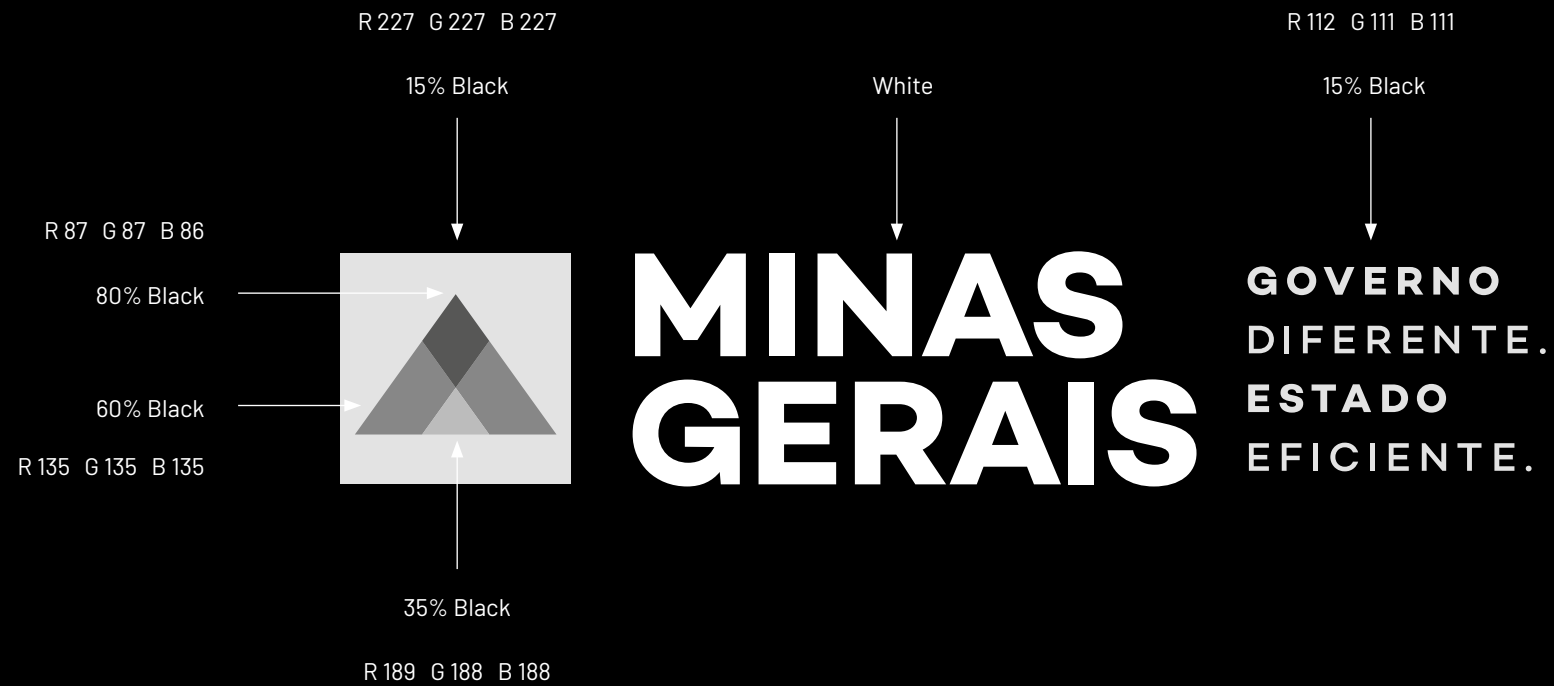 R 227 G 227 B 227
R 112 G 111 B 111
15% Black
White
15% Black
R 87 G 87 B 86
80% Black
60% Black
R 135 G 135 B 135
MINAS
GERAIS
GOVERNO
DIFERENTE.
ESTADO
EFICIENTE.
35% Black
R 189 G 188 B 188